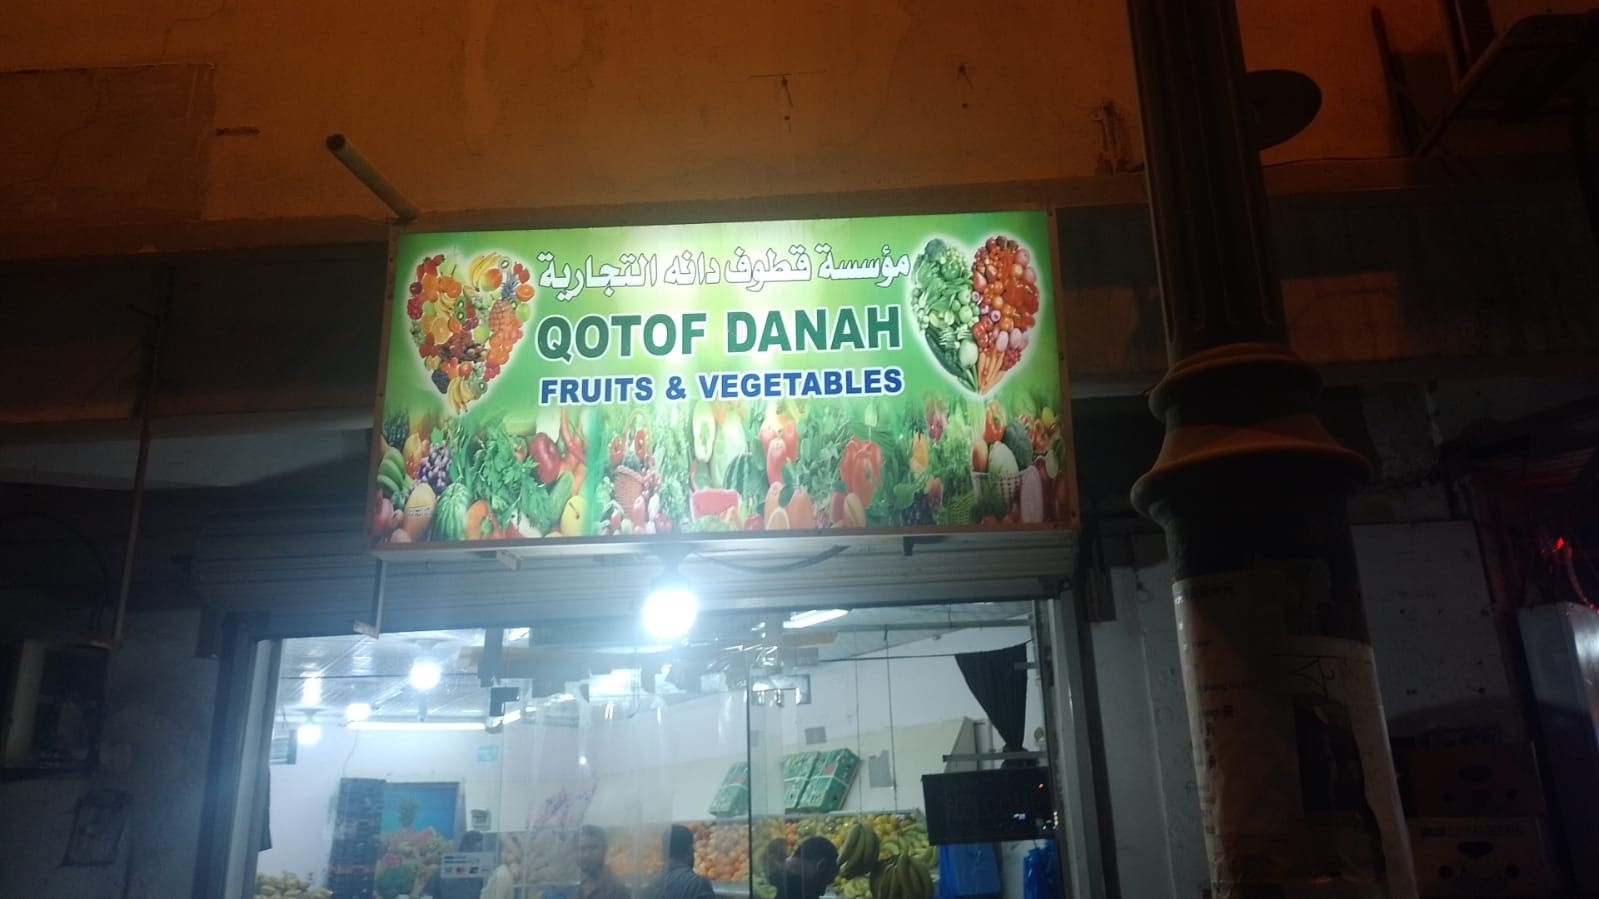 مؤسسة قطوف دانه التجارية
QOTOF DANAH
FRUITS & VEGETABLES